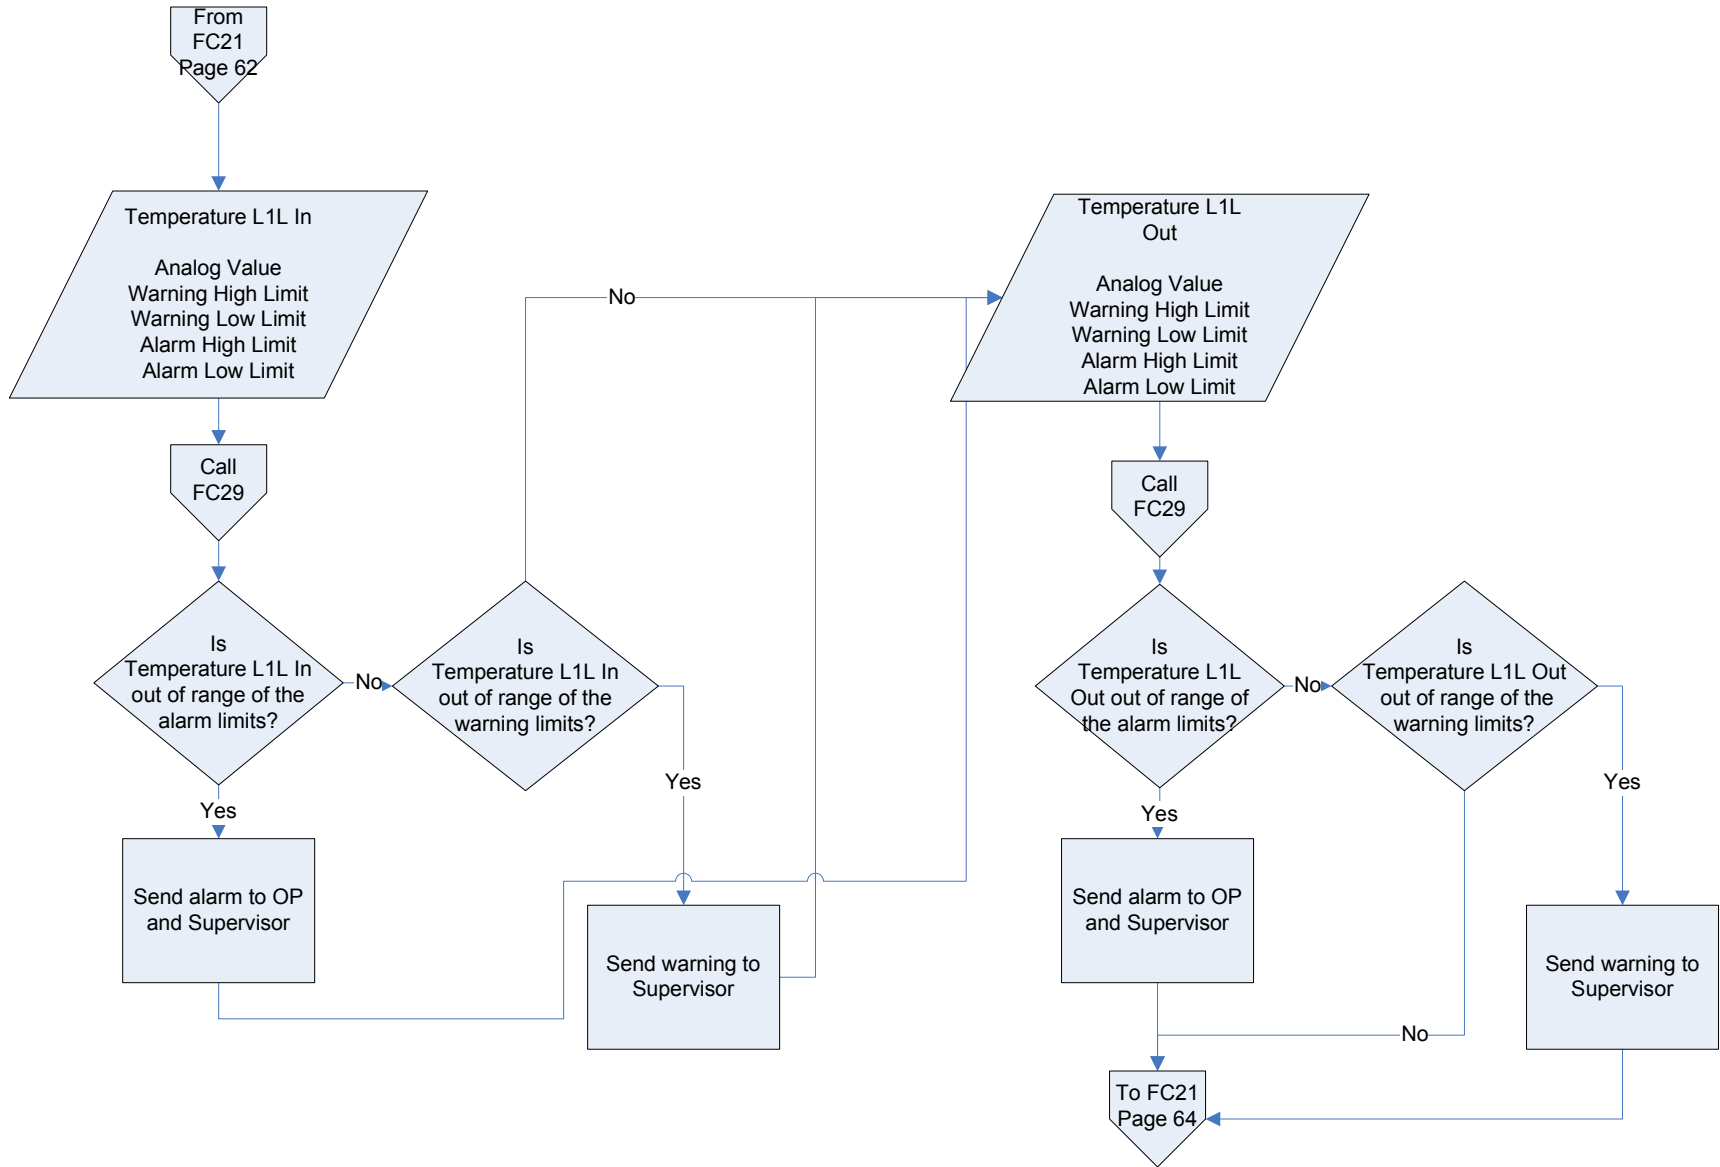 From
FC21
Page 62
Temperature L1L In
Analog Value
Warning High Limit
Warning Low Limit
Alarm High Limit
Alarm Low Limit
Call
FC29
Is
Temperature L1L In
out of range of the
alarm limits?
No
Is
Temperature L1L In
out of range of the
warning limits?
No
Yes
Yes
Send alarm to OP
and Supervisor
Send warning to
Supervisor
Temperature L1L
Out
Analog Value
Warning High Limit
Warning Low Limit
Alarm High Limit
Alarm Low Limit
Call
FC29
Is
Temperature L1L
Out out of range of
the alarm limits?
No
Is
Temperature L1L Out
out of range of the
warning limits?
Yes
Yes
Send alarm to OP
and Supervisor
Send warning to
Supervisor
No
To FC21
Page 64